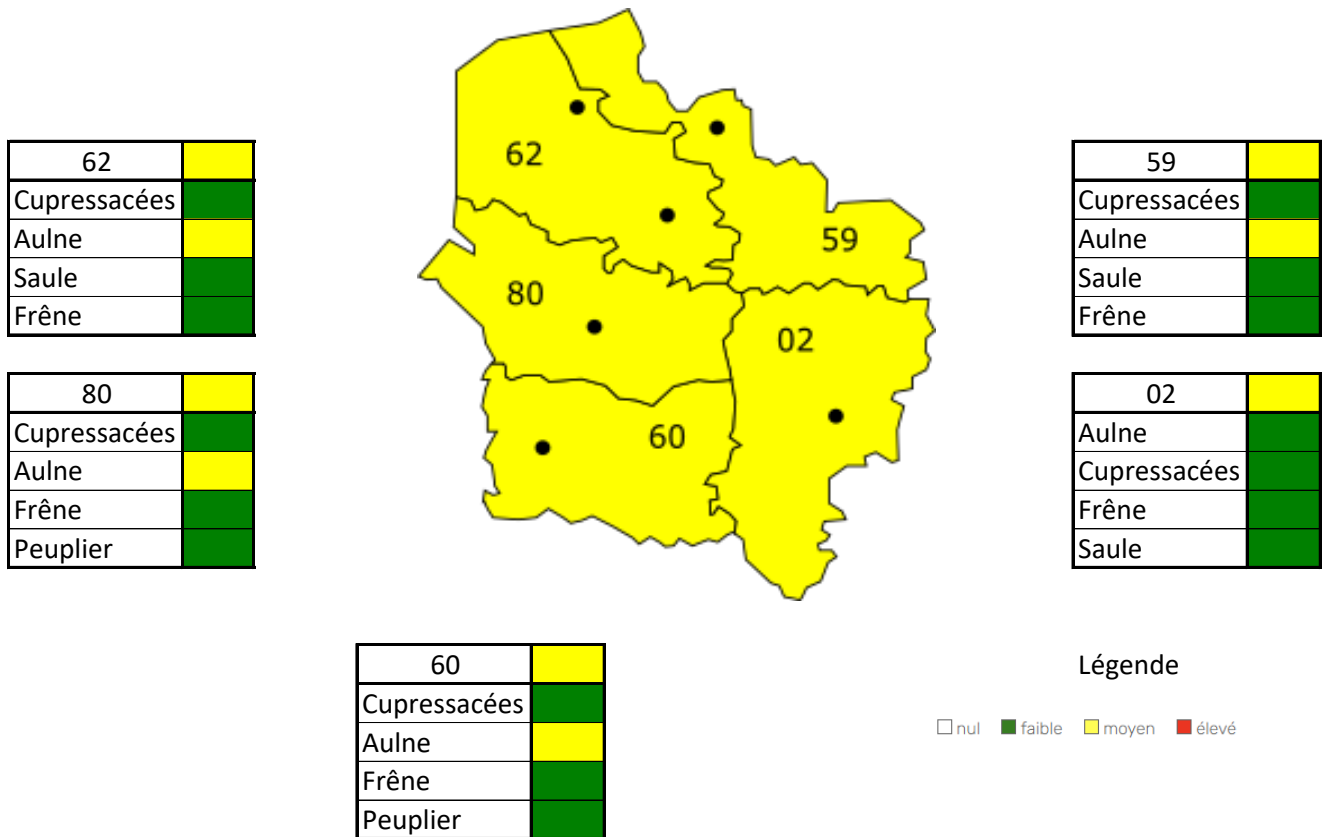 62
Cupressacées
Aulne
Saule
Frêne
80
Cupressacées
Aulne
Frêne
Peuplier
62
59
80
02
60
59
Cupressacées
Aulne
Saule
Frêne
02
Aulne
Cupressacées
Frêne
Saule
60
Cupressacées
Aulne
Frêne
Peuplier
Légende
nul faible moyen élevé